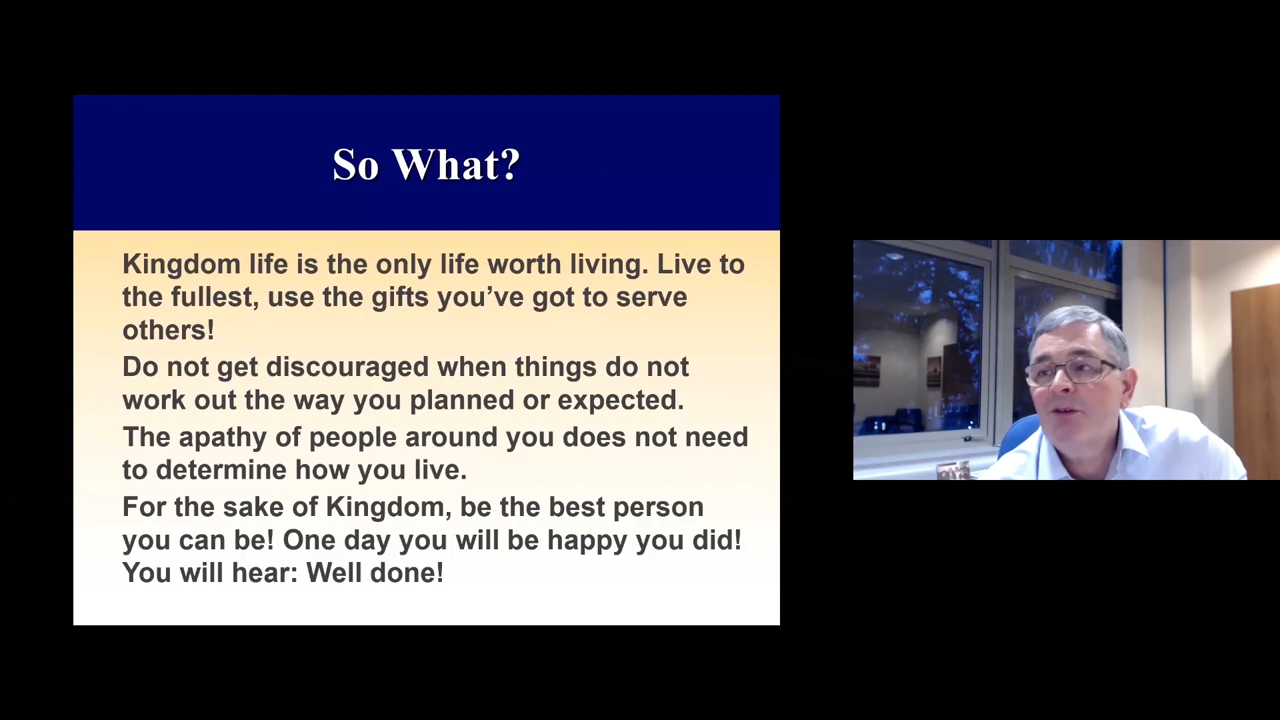 So What?
Kingdom life is the only life worth living. Live to
the fullest, use the gifts you’ve got to serve
others!
Do not get discouraged when things do not
work out the way you planned or expected.
The apathy of people around you does not need
to determine how you live.
For the sake of Kingdom, be the best person
you can be! One day you will be happy you did!
You will hear: Well done!